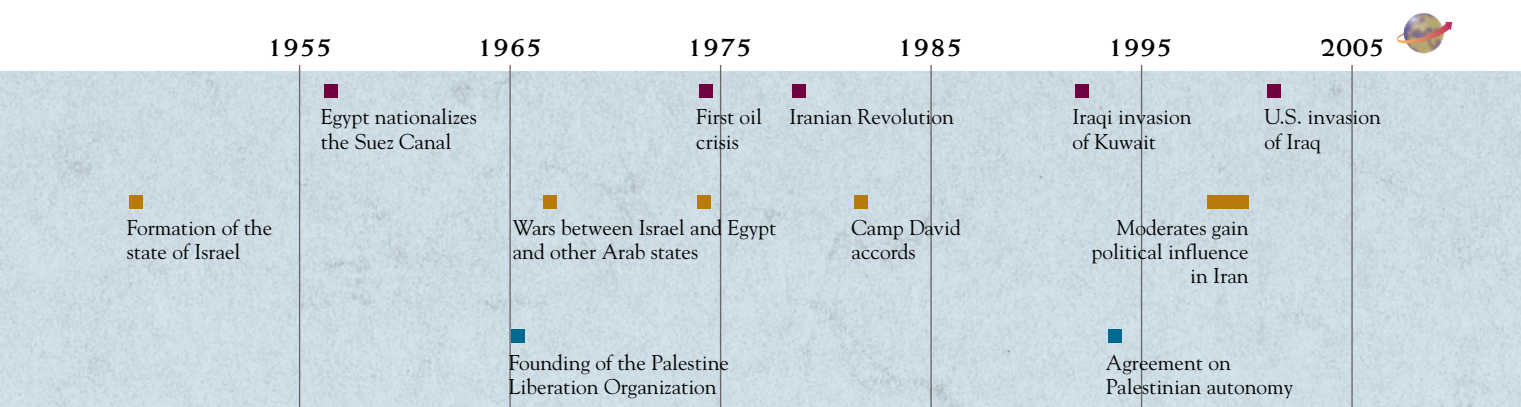 1955 1965 1975 1985 1995 2005
Egypt nationalizes
the Suez Canal
First oil
crisis
Iranian Revolution
Iraqi invasion
of Kuwait
U.S. invasion
of Iraq
Formation of the
state of Israel
Wars between Israel and Egypt
and other Arab states
Camp David
accords
Moderates gain
political influence
in Iran
Founding of the Palestine
Liberation Organization
Agreement on
Palestinian autonomy